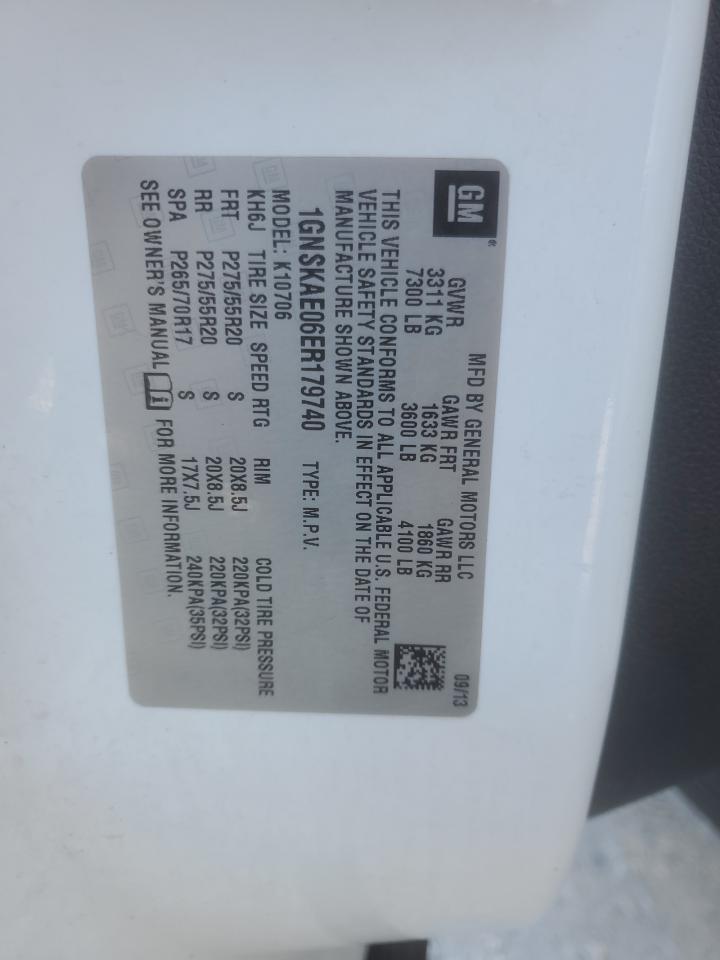 GM
MFD BY GENERAL MOTORS LLC 09/13
GVWR GAWR FRT GAWR RR
3311 KG 1633 KG 1860 KG
7300 LB 3600 LB 4100 LB
THIS VEHICLE CONFORMS TO ALL APPLICABLE U.S. FEDERAL MOTOR
VEHICLE SAFETY STANDARDS IN EFFECT ON THE DATE OF
MANUFACTURE SHOWN ABOVE.
1GNSKAE06ER179740 TYPE: M.P.V.
MODEL: K10706
KH6J TIRE SIZE SPEED RTG RIM COLD TIRE PRESSURE
FRT P275/55R20 S 20X8.5J 220KPA(32PSI)
RR P275/55R20 S 20X8.5J 220KPA(32PSI)
SPA P265/70R17 S 17X7.5J 240KPA(35PSI)
SEE OWNER'S MANUAL i FOR MORE INFORMATION.